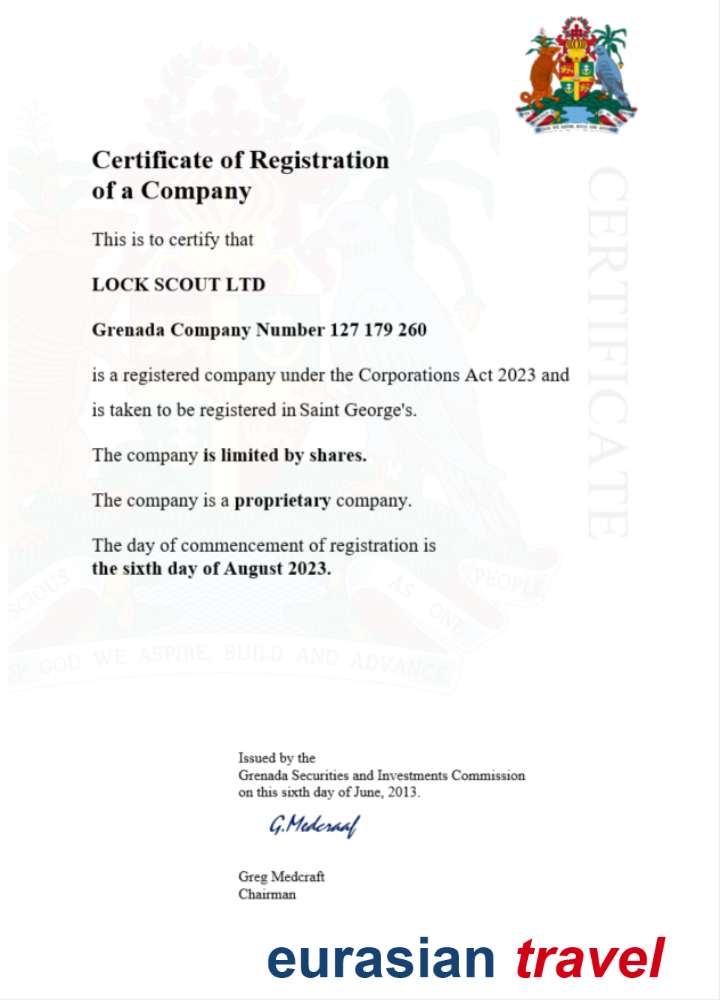 Certificate of Registration
of a Company
This is to certify that
LOCK SCOUT LTD
Grenada Company Number 127 179 260
is a registered company under the Corporations Act 2023 and
is taken to be registered in Saint George's.
The company is limited by shares.
The company is a proprietary company.
The day of commencement of registration is
the sixth day of August 2023.
CERTIFICATE
AS ONE PEOPLE
GOD WE ASPIRE, BUILD AND ADVANCE
Issued by the
Grenada Securities and Investments Commission
on this sixth day of June, 2013.
G.Medcraaf
Greg Medcraft
Chairman
eurasian travel